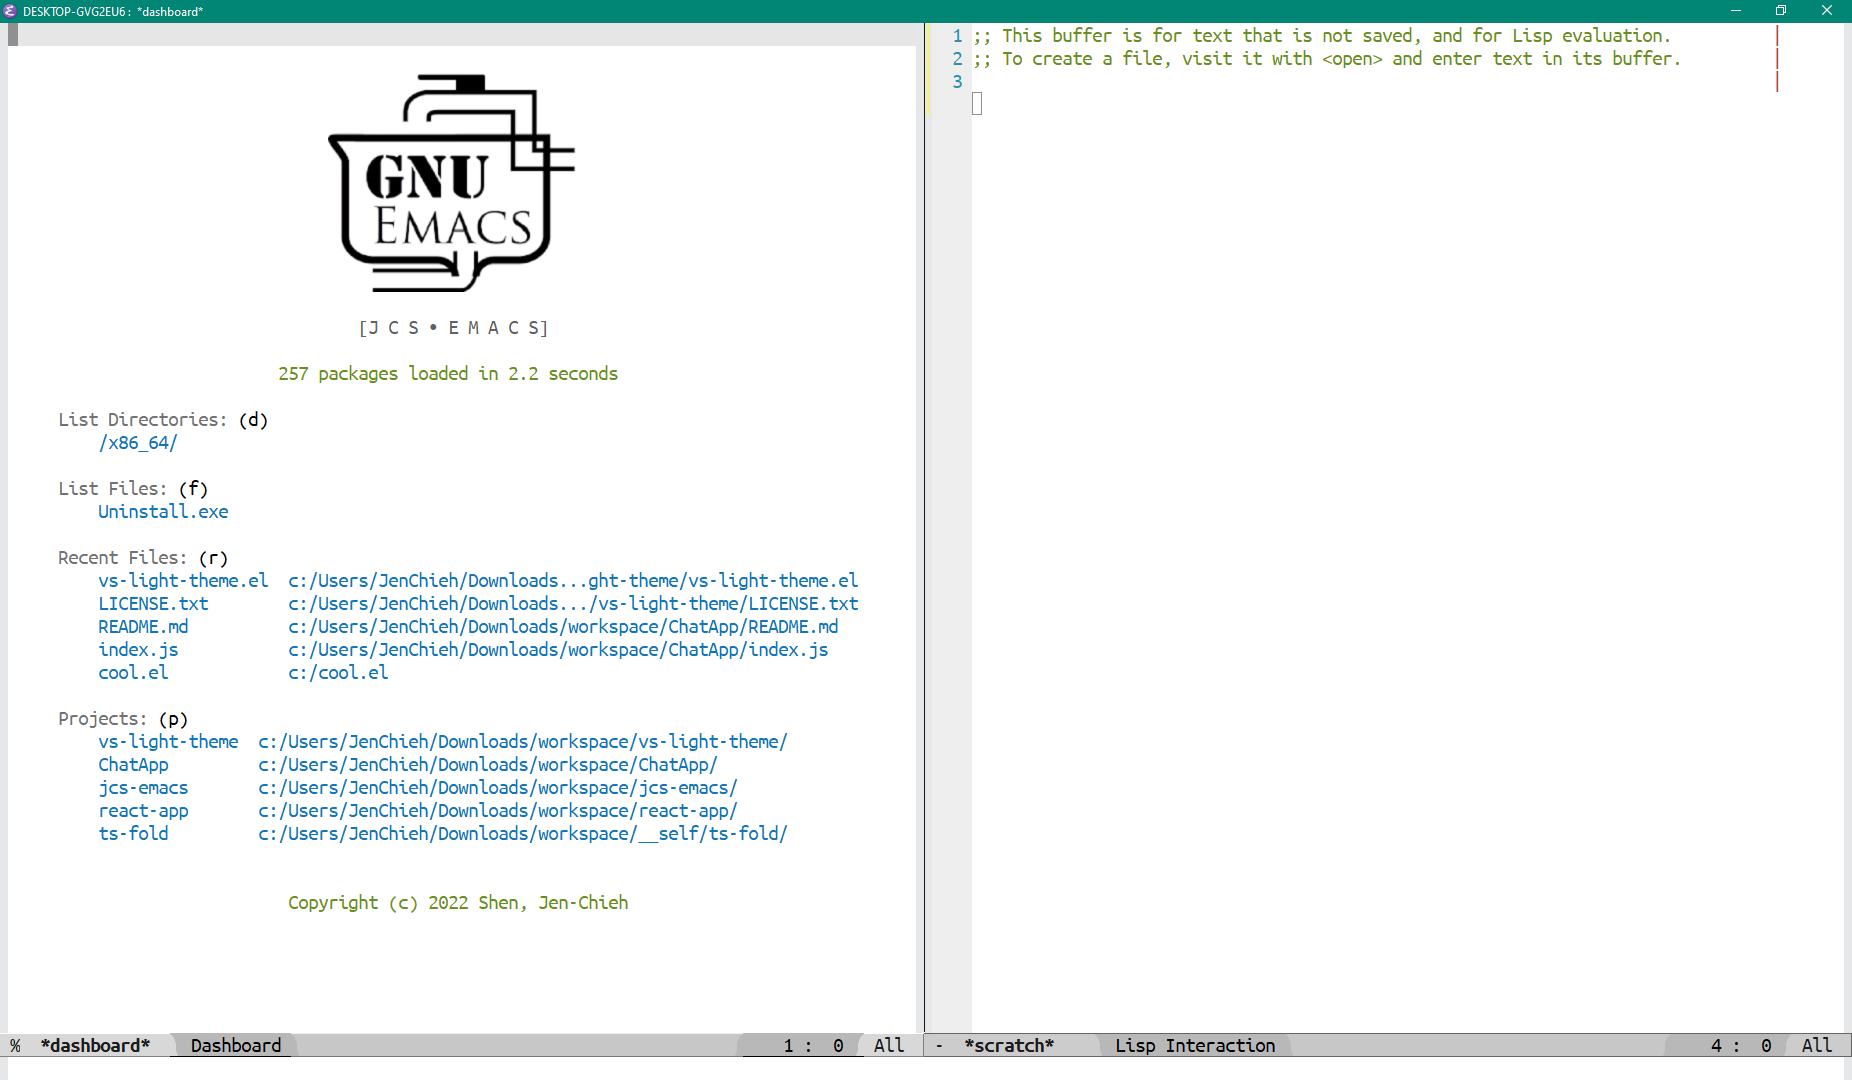 DESKTOP-GVG2EU6: *dashboard*
GNU
EMACS
[J C S • E M A C S]
257 packages loaded in 2.2 seconds
List Directories: (d)
/x86_64/
List Files: (f)
Uninstall.exe
Recent Files: (r)
vs-light-theme.el c:/Users/JenChieh/Downloads...ght-theme/vs-light-theme.el
LICENSE.txt c:/Users/JenChieh/Downloads.../vs-light-theme/LICENSE.txt
README.md c:/Users/JenChieh/Downloads/workspace/ChatApp/README.md
index.js c:/Users/JenChieh/Downloads/workspace/ChatApp/index.js
cool.el c:/cool.el
Projects: (p)
vs-light-theme c:/Users/JenChieh/Downloads/workspace/vs-light-theme/
ChatApp c:/Users/JenChieh/Downloads/workspace/ChatApp/
jcs-emacs c:/Users/JenChieh/Downloads/workspace/jcs-emacs/
react-app c:/Users/JenChieh/Downloads/workspace/react-app/
ts-fold c:/Users/JenChieh/Downloads/workspace/__self/ts-fold/
Copyright (c) 2022 Shen, Jen-Chieh
% *dashboard* Dashboard 1 : 0 All
1 ;; This buffer is for text that is not saved, and for Lisp evaluation.
2 ;; To create a file, visit it with <open> and enter text in its buffer.
3
- *scratch* Lisp Interaction 4 : 0 All